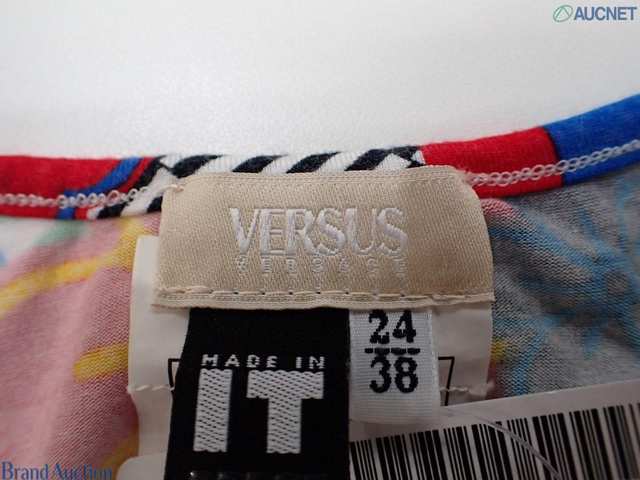 AUCNET
VERSUS
VERSACE
MADE IN
IT
24
38
Brand Auction